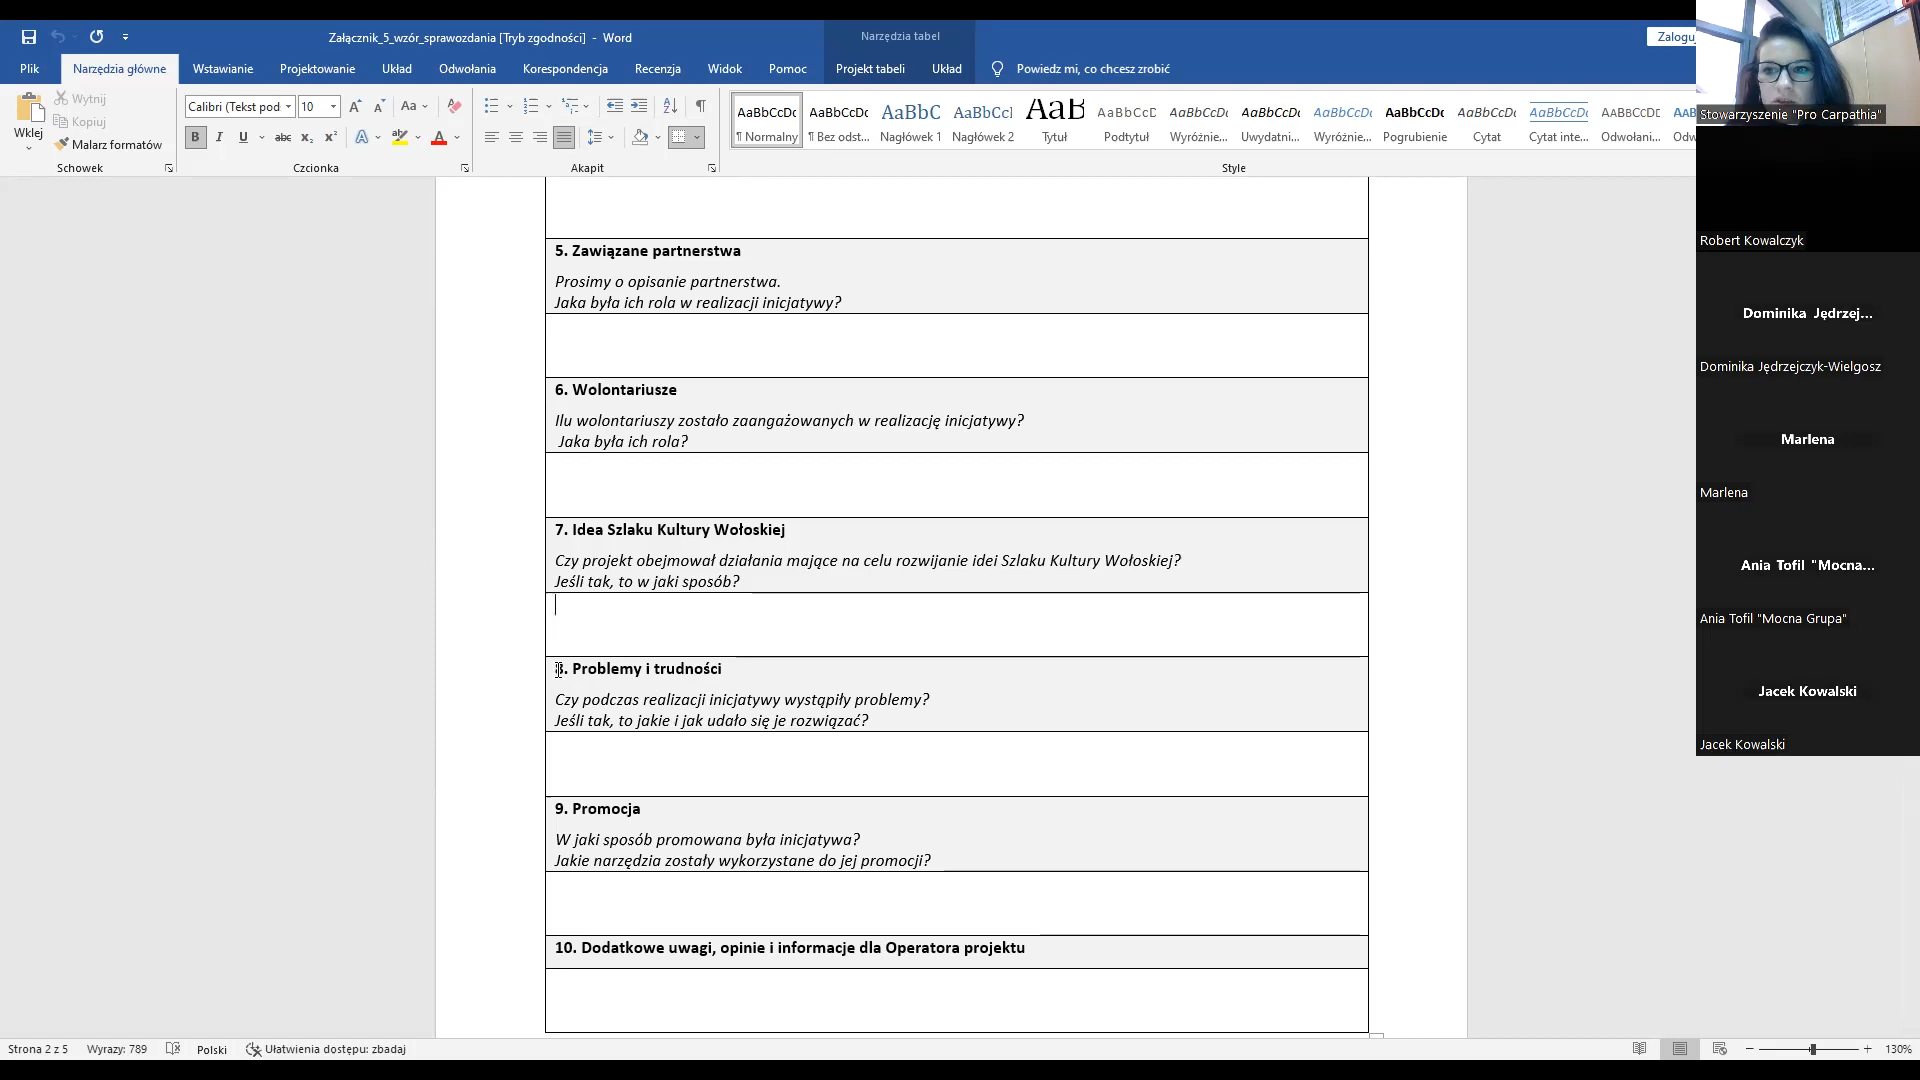 Załącznik_5_wzór_sprawozdania [Tryb zgodności] - Word
Narzędzia tabel
Zaloguj
Plik
Narzędzia główne
Wstawianie
Projektowanie
Układ
Odwołania
Korespondencja
Recenzja
Widok
Pomoc
Projekt tabeli
Układ
Powiedz mi, co chcesz zrobić
Wklej
Wytnij
Kopiuj
Malarz formatów
Schowek
Calibri (Tekst pod
10
Czcionka
Akapit
AaBbCcDc
¶ Normalny
AaBbCcDc
¶ Bez odst...
AaBbC
Nagłówek 1
AaBbCcI
Nagłówek 2
AaB
Tytuł
AaBbCcD
Podtytuł
AaBbCcDc
Wyróżnie...
AaBbCcDc
Uwydatni...
AaBbCcDc
Wyróżnie...
AaBbCcDc
Pogrubienie
AaBbCcDc
Cytat
AaBbCcDc
Cytat inte...
AABBCCDC
Odwołani...
Style
5. Zawiązane partnerstwa
Prosimy o opisanie partnerstwa.
Jaka była ich rola w realizacji inicjatywy?
6. Wolontariusze
Ilu wolontariuszy zostało zaangażowanych w realizację inicjatywy?
Jaka była ich rola?
7. Idea Szlaku Kultury Wołoskiej
Czy projekt obejmował działania mające na celu rozwijanie idei Szlaku Kultury Wołoskiej?
Jeśli tak, to w jaki sposób?
8. Problemy i trudności
Czy podczas realizacji inicjatywy wystąpiły problemy?
Jeśli tak, to jakie i jak udało się je rozwiązać?
9. Promocja
W jaki sposób promowana była inicjatywa?
Jakie narzędzia zostały wykorzystane do jej promocji?
10. Dodatkowe uwagi, opinie i informacje dla Operatora projektu
Stowarzyszenie "Pro Carpathia"
Robert Kowalczyk
Dominika Jędrzej...
Dominika Jędrzejczyk-Wielgosz
Marlena
Marlena
Ania Tofil "Mocna...
Ania Tofil "Mocna Grupa"
Jacek Kowalski
Jacek Kowalski
Strona 2 z 5
Wyrazy: 789
Polski
Ułatwienia dostępu: zbadaj
130%